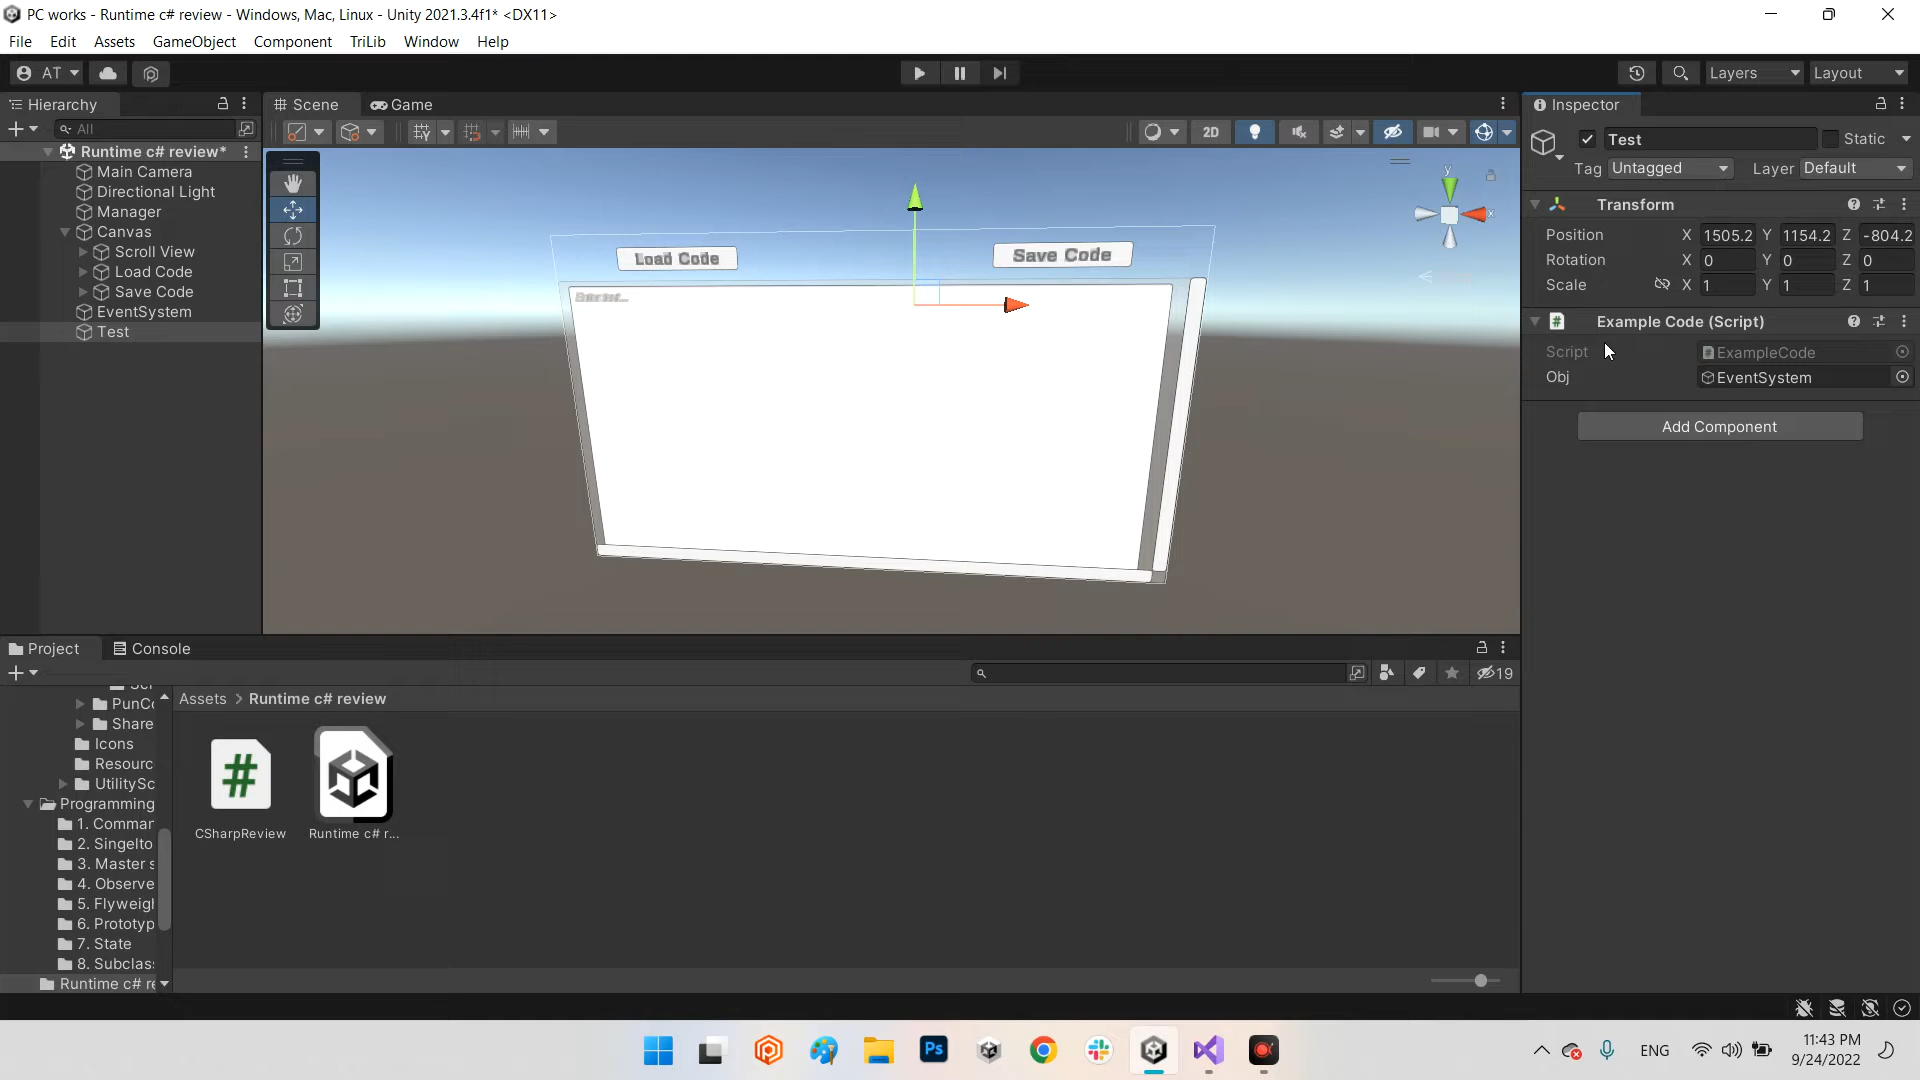 PC works - Runtime c# review - Windows, Mac, Linux - Unity 2021.3.4f1* <DX11>
File Edit Assets GameObject Component TriLib Window Help
AT Layers Layout
Hierarchy Scene Game Inspector
All 2D Test Static
Tag Untagged Layer Default
Runtime c# review*
Main Camera
Directional Light
Manager
Canvas
Scroll View
Load Code
Save Code
EventSystem
Test
y
x
Load Code Save Code
Transform
Position X 1505.2 Y 1154.2 Z -804.2
Rotation X 0 Y 0 Z 0
Scale X 1 Y 1 Z 1
# Example Code (Script)
Script # ExampleCode
Obj EventSystem
Add Component
Project Console
19
PunCo
Share
Icons
Resourc
UtilitySc
Programming
1. Comman
2. Singelto
3. Master s
4. Observe
5. Flyweigh
6. Prototyp
7. State
8. Subclass
Runtime c# re
Assets > Runtime c# review
#
CSharpReview Runtime c# r...
Ps
ENG
11:43 PM
9/24/2022